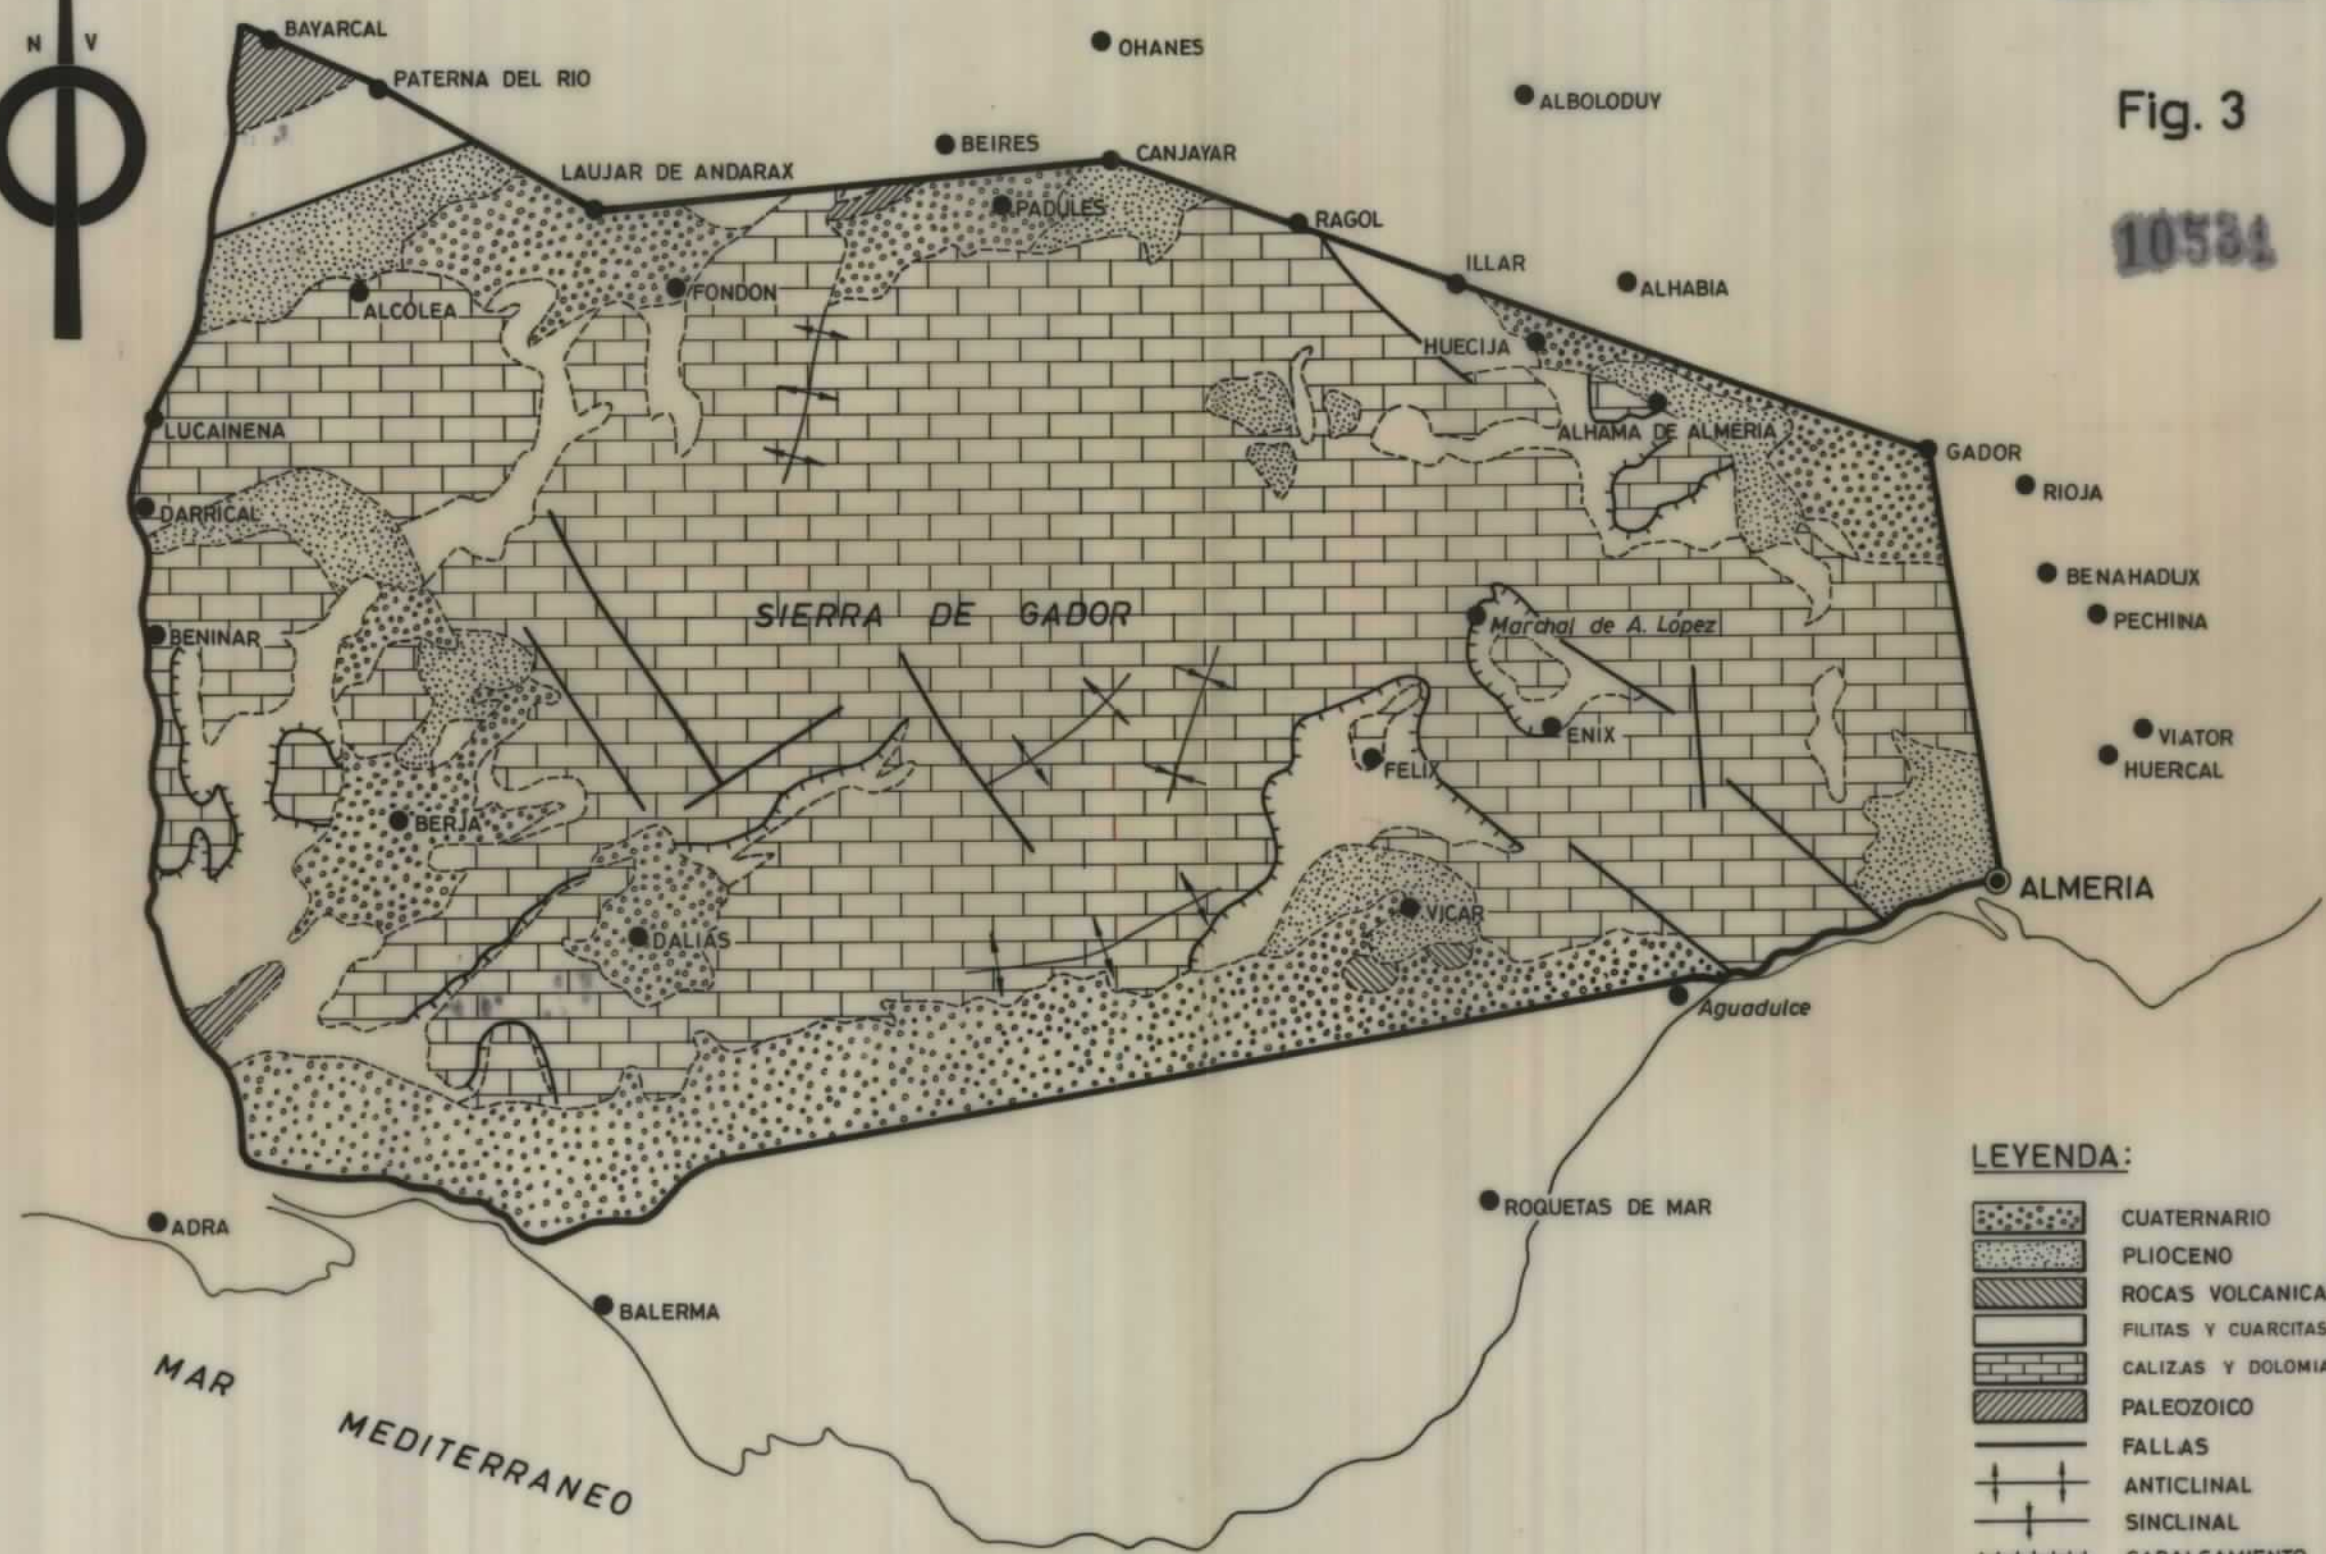 N V
BAYARCAL
OHANES
PATERNA DEL RIO
ALBOLODUY
Fig. 3
BEIRES
CANJAYAR
LAUJAR DE ANDARAX
PADULES
RAGOL
10531
ILLAR
ALHABIA
FONDON
ALCOLEA
HUECIJA
LUCAINENA
ALHAMA DE ALMERIA
GADOR
RIOJA
DARRICAL
BENAHADUX
SIERRA DE GADOR
PECHINA
Marchal de A. López
BENINAR
ENIX
VIATOR
FELIX
HUERCAL
BERJA
ALMERIA
VICAR
DALIAS
Aguadulce
LEYENDA:
ROQUETAS DE MAR
CUATERNARIO
ADRA
PLIOCENO
ROCAS VOLCANICA
BALERMA
FILITAS Y CUARCITAS
MAR
CALIZAS Y DOLOMIA
PALEOZOICO
MEDITERRANEO
FALLAS
ANTICLINAL
SINCLINAL